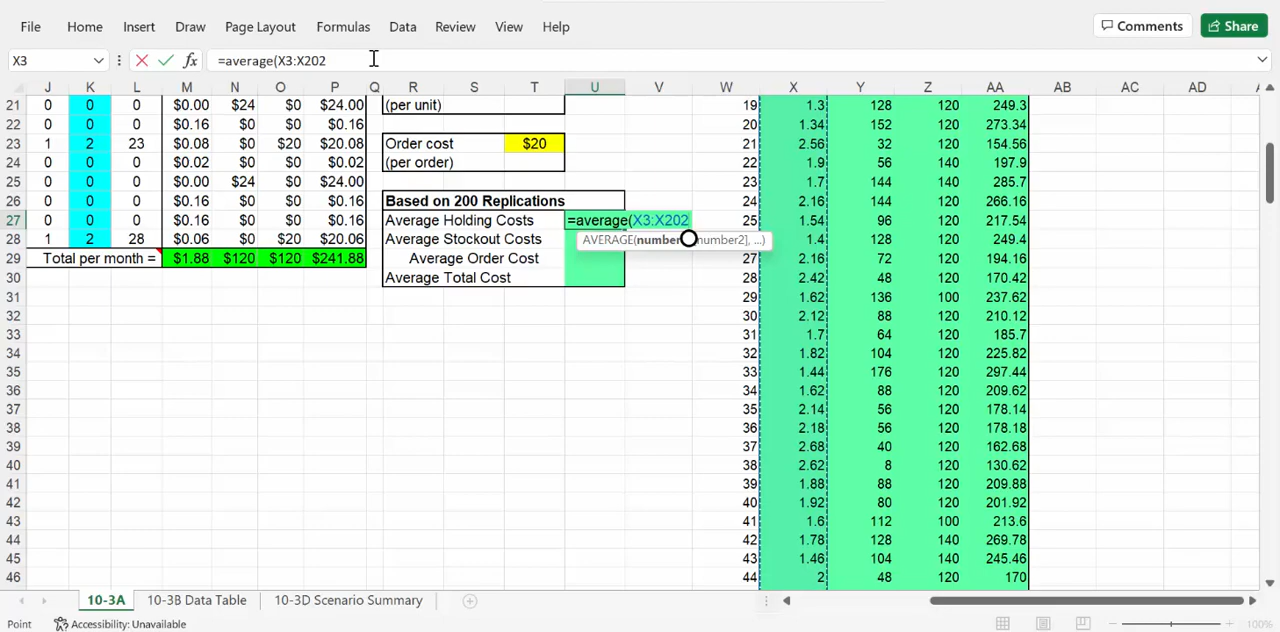 File Home Insert Draw Page Layout Formulas Data Review View Help Comments Share
X3 fx =average(X3:X202
J K L M N O P Q R S T U V W X Y Z AA AB AC AD AE
21 0 0 0 $0.00 $24 $0 $24.00 (per unit) 19 1.3 128 120 249.3
22 0 0 0 $0.16 $0 $0 $0.16 20 1.34 152 120 273.34
23 1 2 23 $0.08 $0 $20 $20.08 Order cost $20 21 2.56 32 120 154.56
24 0 0 0 $0.02 $0 $0 $0.02 (per order) 22 1.9 56 140 197.9
25 0 0 0 $0.00 $24 $0 $24.00 23 1.7 144 140 285.7
26 0 0 0 $0.16 $0 $0 $0.16 Based on 200 Replications 24 2.16 144 120 266.16
27 0 0 0 $0.16 $0 $0 $0.16 Average Holding Costs =average(X3:X202 25 1.54 96 120 217.54
28 1 2 28 $0.06 $0 $20 $20.06 Average Stockout Costs AVERAGE(number number2], ...) 26 1.4 128 120 249.4
29 Total per month = $1.88 $120 $120 $241.88 Average Order Cost 27 2.16 72 120 194.16
30 Average Total Cost 28 2.42 48 120 170.42
31 29 1.62 136 100 237.62
32 30 2.12 88 120 210.12
33 31 1.7 64 120 185.7
34 32 1.82 104 120 225.82
35 33 1.44 176 120 297.44
36 34 1.62 88 120 209.62
37 35 2.14 56 120 178.14
38 36 2.18 56 120 178.18
39 37 2.68 40 120 162.68
40 38 2.62 8 120 130.62
41 39 1.88 88 120 209.88
42 40 1.92 80 120 201.92
43 41 1.6 112 100 213.6
44 42 1.78 128 140 269.78
45 43 1.46 104 140 245.46
46 44 2 48 120 170
10-3A 10-3B Data Table 10-3D Scenario Summary
Point Accessibility: Unavailable 100%